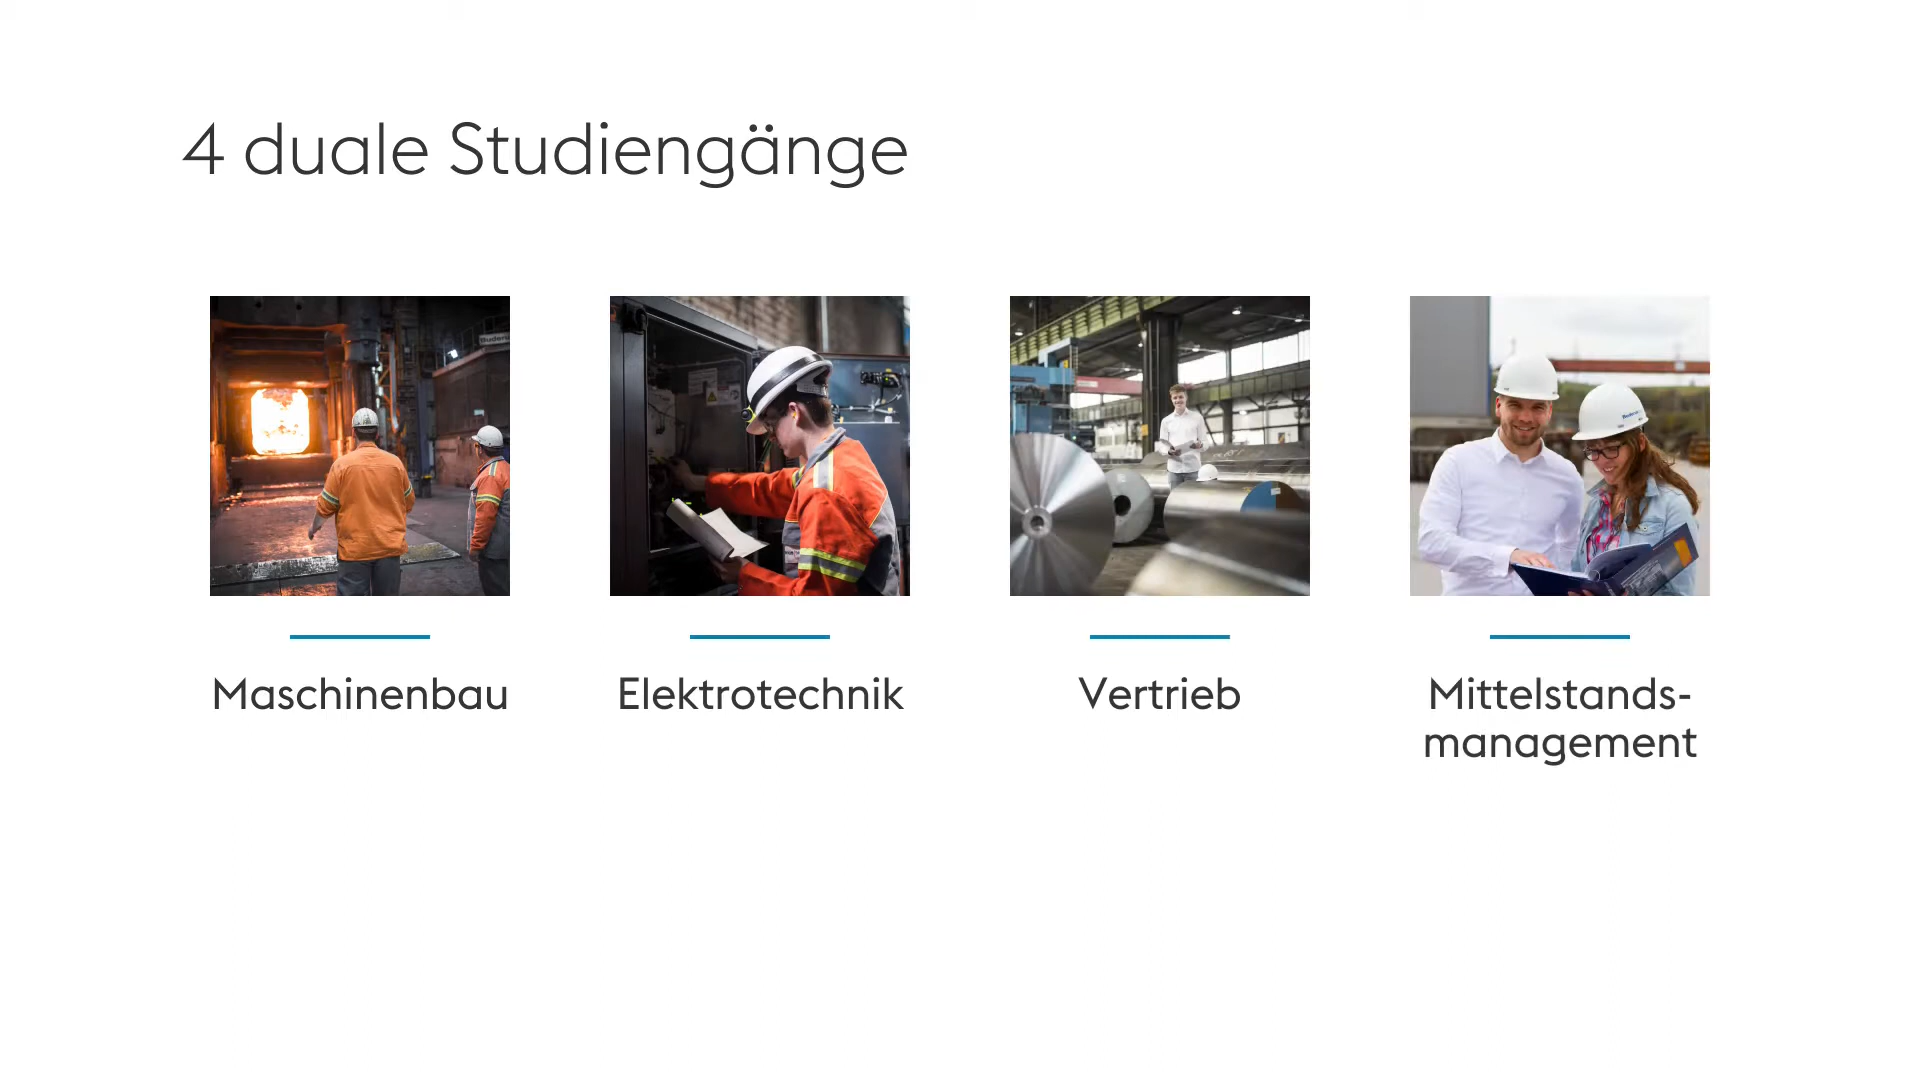 4 duale Studiengänge
Maschinenbau
Elektrotechnik
Vertrieb
Mittelstands-
management